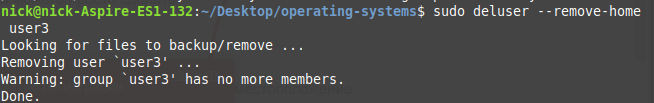 nick@nick-Aspire-ES1-132:~/Desktop/operating-systems$ sudo deluser --remove-home
 user3
Looking for files to backup/remove ...
Removing user `user3' ...
Warning: group `user3' has no more members.
Done.